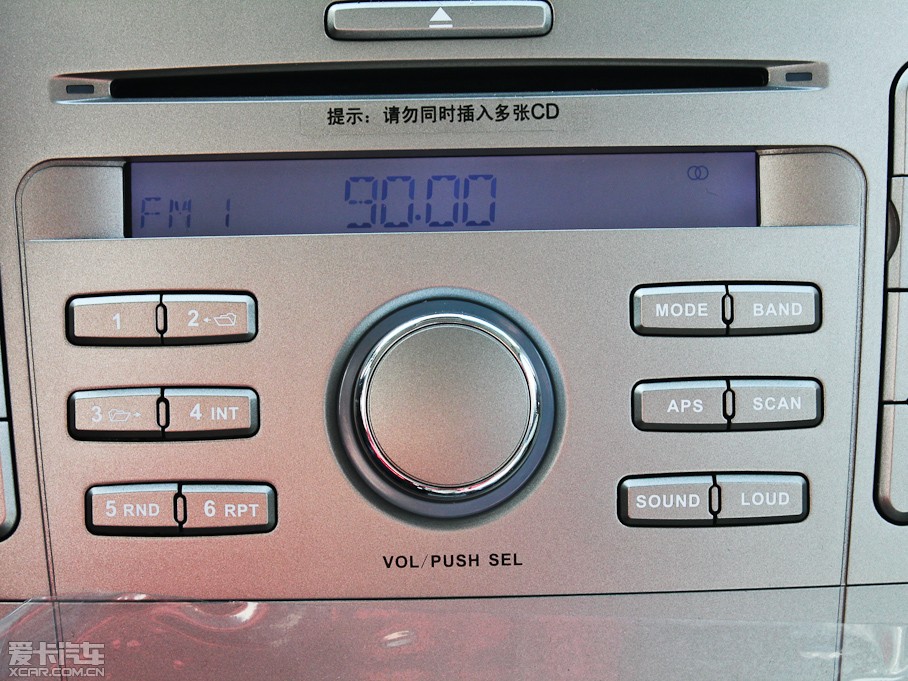 提示：请勿同时插入多张CD
FM 1 90.00
1 2 MODE BAND
3 4 INT APS SCAN
5 RND 6 RPT SOUND LOUD
VOL/PUSH SEL
爱卡汽车
XCAR.COM.CN